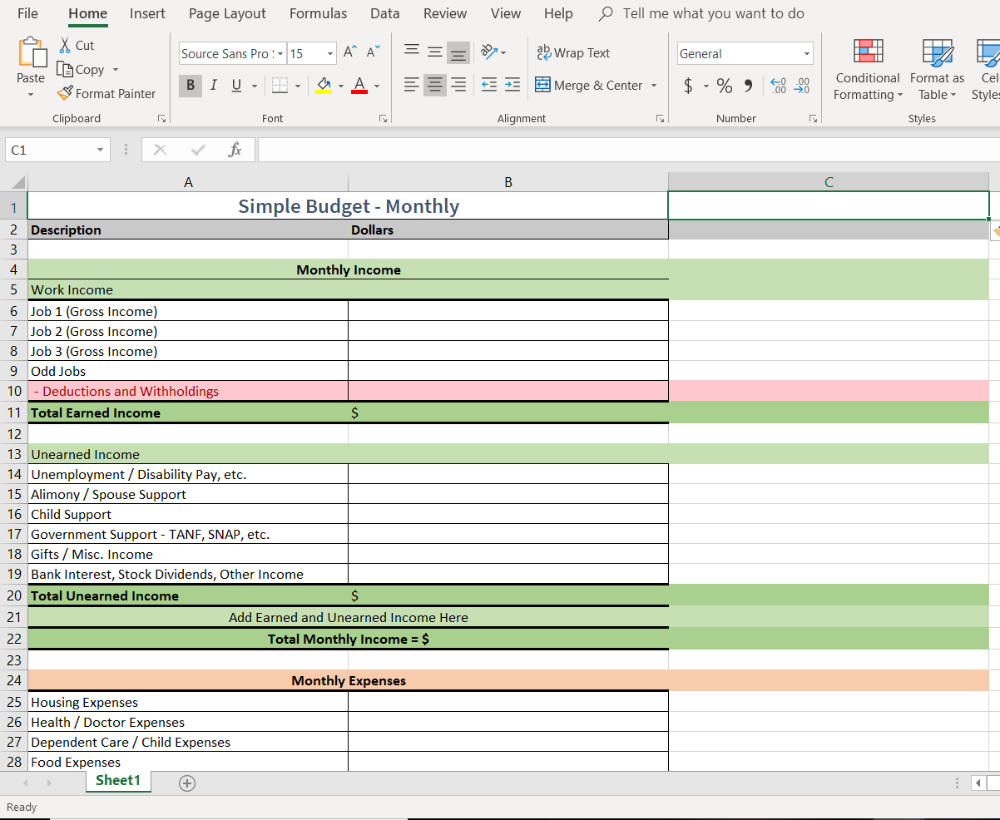 File Home Insert Page Layout Formulas Data Review View Help Tell me what you want to do
Paste
Cut
Copy
Format Painter
Clipboard
Source Sans Pro 15 A A
B I U A
Font
ab Wrap Text
Merge & Center
Alignment
General
$ % , .00 .00
Number
Conditional Formatting
Format as Table
Cel
Styles
Styles
C1 fx
A B C
1 Simple Budget - Monthly
2 Description Dollars
3
4 Monthly Income
5 Work Income
6 Job 1 (Gross Income)
7 Job 2 (Gross Income)
8 Job 3 (Gross Income)
9 Odd Jobs
10 - Deductions and Withholdings
11 Total Earned Income $
12
13 Unearned Income
14 Unemployment / Disability Pay, etc.
15 Alimony / Spouse Support
16 Child Support
17 Government Support - TANF, SNAP, etc.
18 Gifts / Misc. Income
19 Bank Interest, Stock Dividends, Other Income
20 Total Unearned Income $
21 Add Earned and Unearned Income Here
22 Total Monthly Income = $
23
24 Monthly Expenses
25 Housing Expenses
26 Health / Doctor Expenses
27 Dependent Care / Child Expenses
28 Food Expenses
Sheet1
Ready